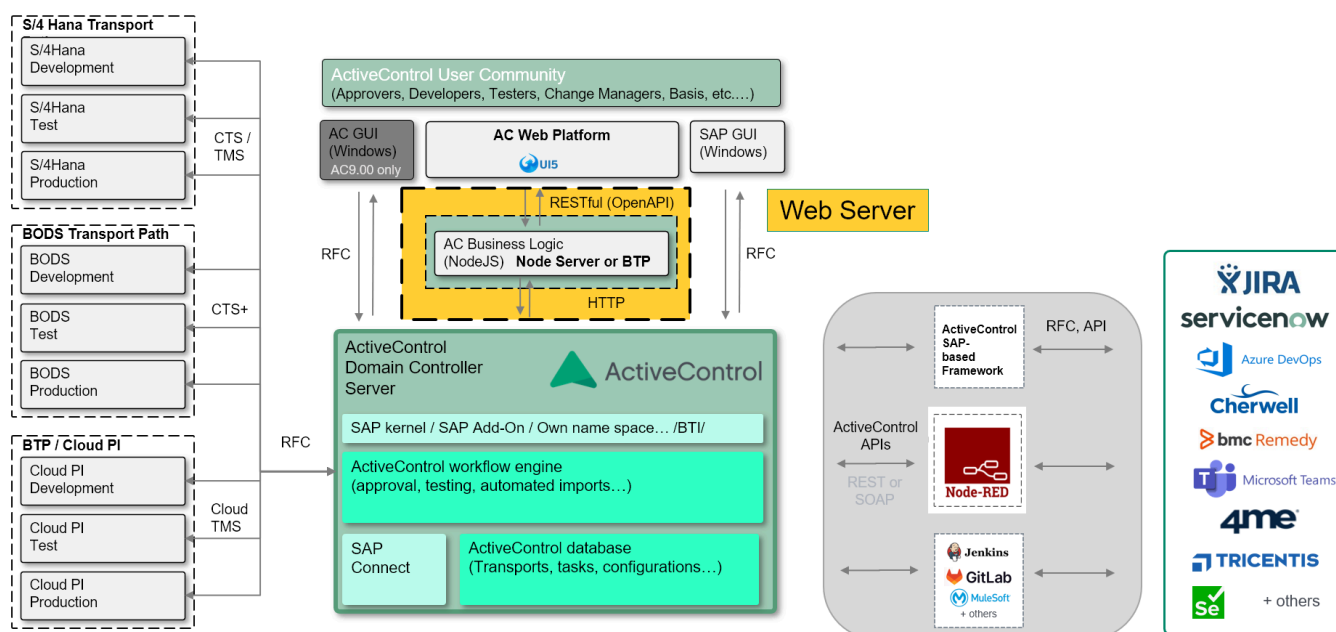 S/4 Hana Transport
S/4Hana
Development
S/4Hana
Test
S/4Hana
Production
CTS /
TMS
BODS Transport Path
BODS
Development
BODS
Test
BODS
Production
CTS+
BTP / Cloud PI
Cloud PI
Development
Cloud PI
Test
Cloud PI
Production
Cloud
TMS
RFC
ActiveControl User Community
(Approvers, Developers, Testers, Change Managers, Basis, etc.…)
AC GUI
(Windows)
AC9.00 only
AC Web Platform
UI5
SAP GUI
(Windows)
RFC
RESTful (OpenAPI)
AC Business Logic
(NodeJS) Node Server or BTP
HTTP
Web Server
RFC
ActiveControl
Domain Controller
Server
ActiveControl
SAP kernel / SAP Add-On / Own name space… /BTI/
ActiveControl workflow engine
(approval, testing, automated imports…)
SAP
Connect
ActiveControl database
(Transports, tasks, configurations…)
ActiveControl
SAP-
based
Framework
RFC, API
ActiveControl
APIs
REST or
SOAP
Node-RED
Jenkins
GitLab
MuleSoft
+ others
JIRA
servicenow
Azure DevOps
Cherwell
bmc Remedy
Microsoft Teams
4me
TRICENTIS
Se
+ others